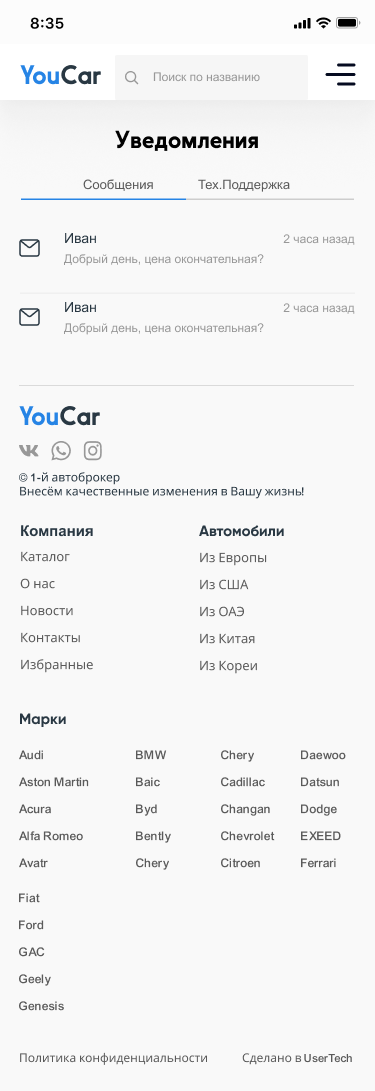 8:35
YouCar
Поиск по названию
Уведомления
Сообщения Тех.Поддержка
Иван 2 часа назад
Добрый день, цена окончательная?
Иван 2 часа назад
Добрый день, цена окончательная?
YouCar
© 1-й автоброкер
Внесём качественные изменения в Вашу жизнь!
Компания Автомобили
Каталог Из Европы
О нас Из США
Новости Из ОАЭ
Контакты Из Китая
Избранные Из Кореи
Марки
Audi BMW Chery Daewoo
Aston Martin Baic Cadillac Datsun
Acura Byd Changan Dodge
Alfa Romeo Bently Chevrolet EXEED
Avatr Chery Citroen Ferrari
Fiat
Ford
GAC
Geely
Genesis
Политика конфиденциальности Сделано в UserTech